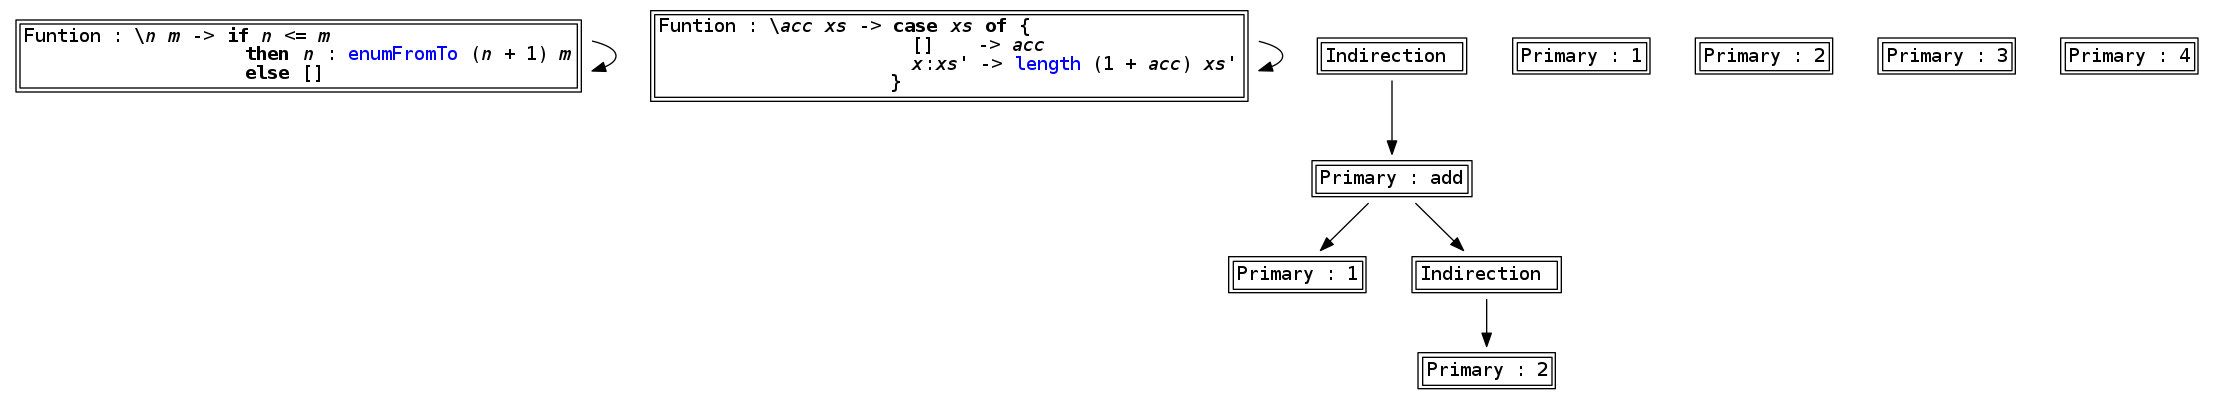 Funtion : \n m -> if n <= m
then n : enumFromTo (n + 1) m
else []
Funtion : \acc xs -> case xs of {
[] -> acc
x:xs' -> length (1 + acc) xs'
}
Indirection
Primary : 1
Primary : 2
Primary : 3
Primary : 4
Primary : add
Primary : 1
Indirection
Primary : 2